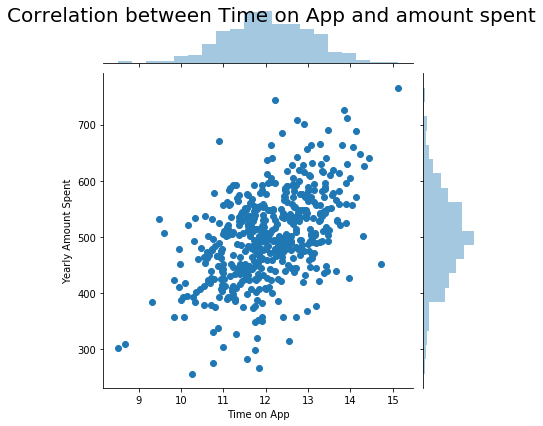 Correlation between Time on App and amount spent
700
600
500
400
300
Yearly Amount Spent
9 10 11 12 13 14 15
Time on App